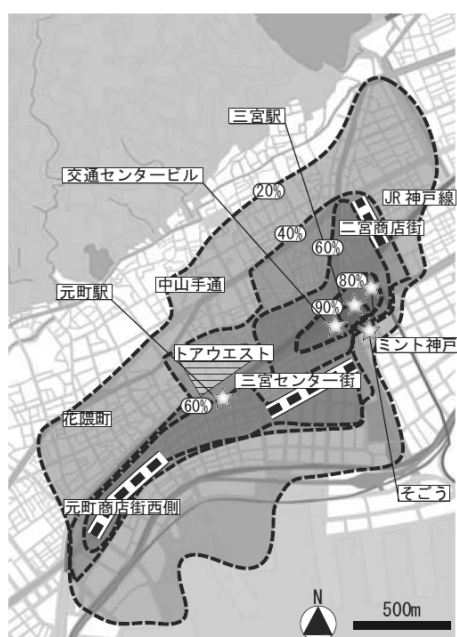 三宮駅
交通センタービル
20%
JR神戸線
40%
60%
二宮商店街
元町駅
中山手通
80%
90%
トアウエスト
ミント神戸
三宮センター街
60%
花隈町
そごう
元町商店街西側
N
500m